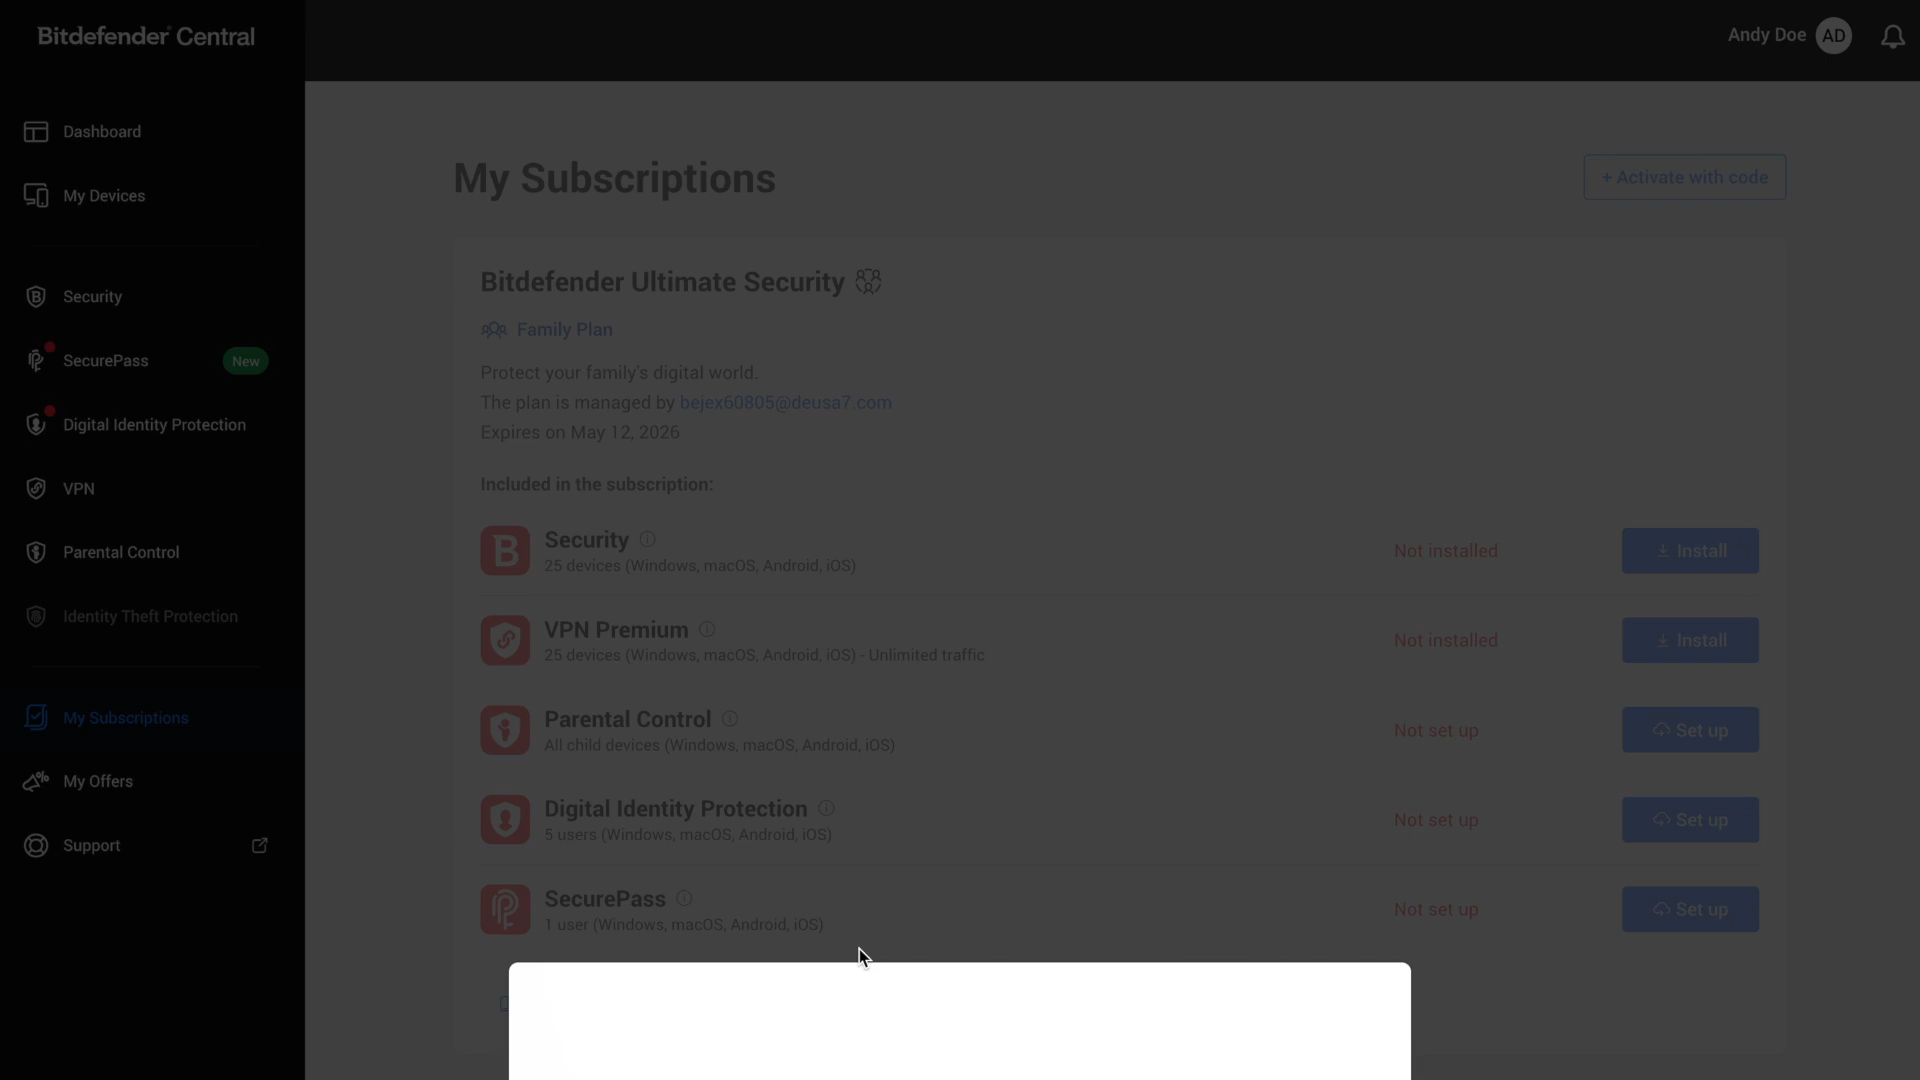 Bitdefender Central
Andy Doe AD
Dashboard
My Devices
Security
SecurePass New
Digital Identity Protection
VPN
Parental Control
Identity Theft Protection
My Subscriptions
My Offers
Support
My Subscriptions
+ Activate with code
Bitdefender Ultimate Security
Family Plan
Protect your family's digital world.
The plan is managed by bejex60805@deusa7.com
Expires on May 12, 2026
Included in the subscription:
Security
25 devices (Windows, macOS, Android, iOS)
Not installed
Install
VPN Premium
25 devices (Windows, macOS, Android, iOS) - Unlimited traffic
Not installed
Install
Parental Control
All child devices (Windows, macOS, Android, iOS)
Not set up
Set up
Digital Identity Protection
5 users (Windows, macOS, Android, iOS)
Not set up
Set up
SecurePass
1 user (Windows, macOS, Android, iOS)
Not set up
Set up